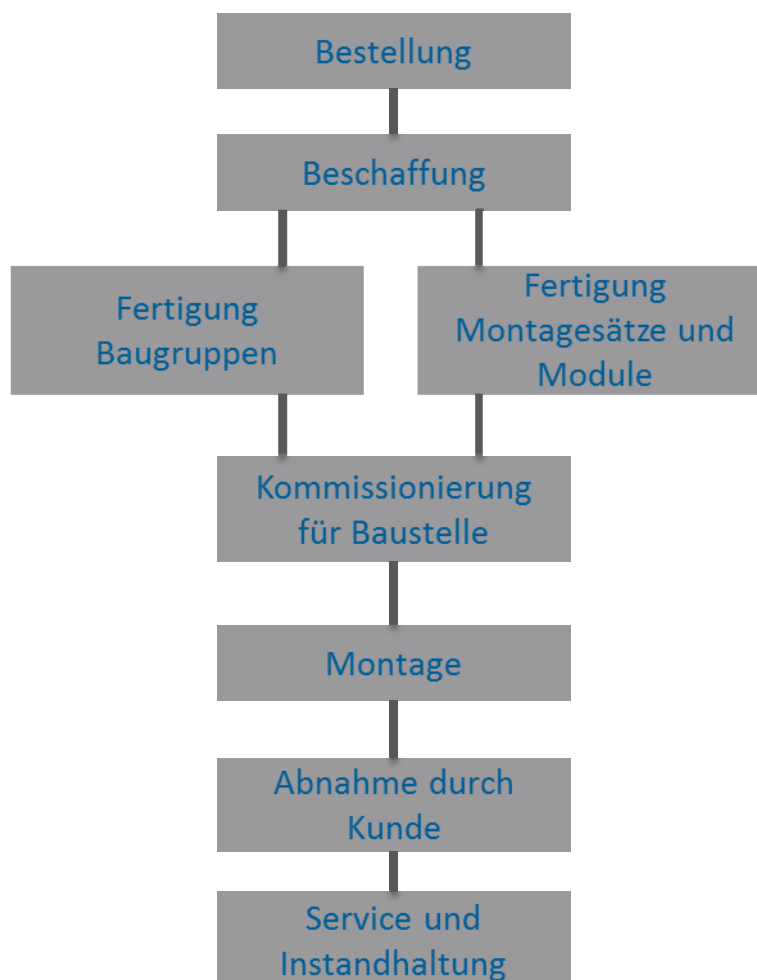 Bestellung
Beschaffung
Fertigung
Baugruppen
Fertigung
Montagesätze und
Module
Kommissionierung
für Baustelle
Montage
Abnahme durch
Kunde
Service und
Instandhaltung